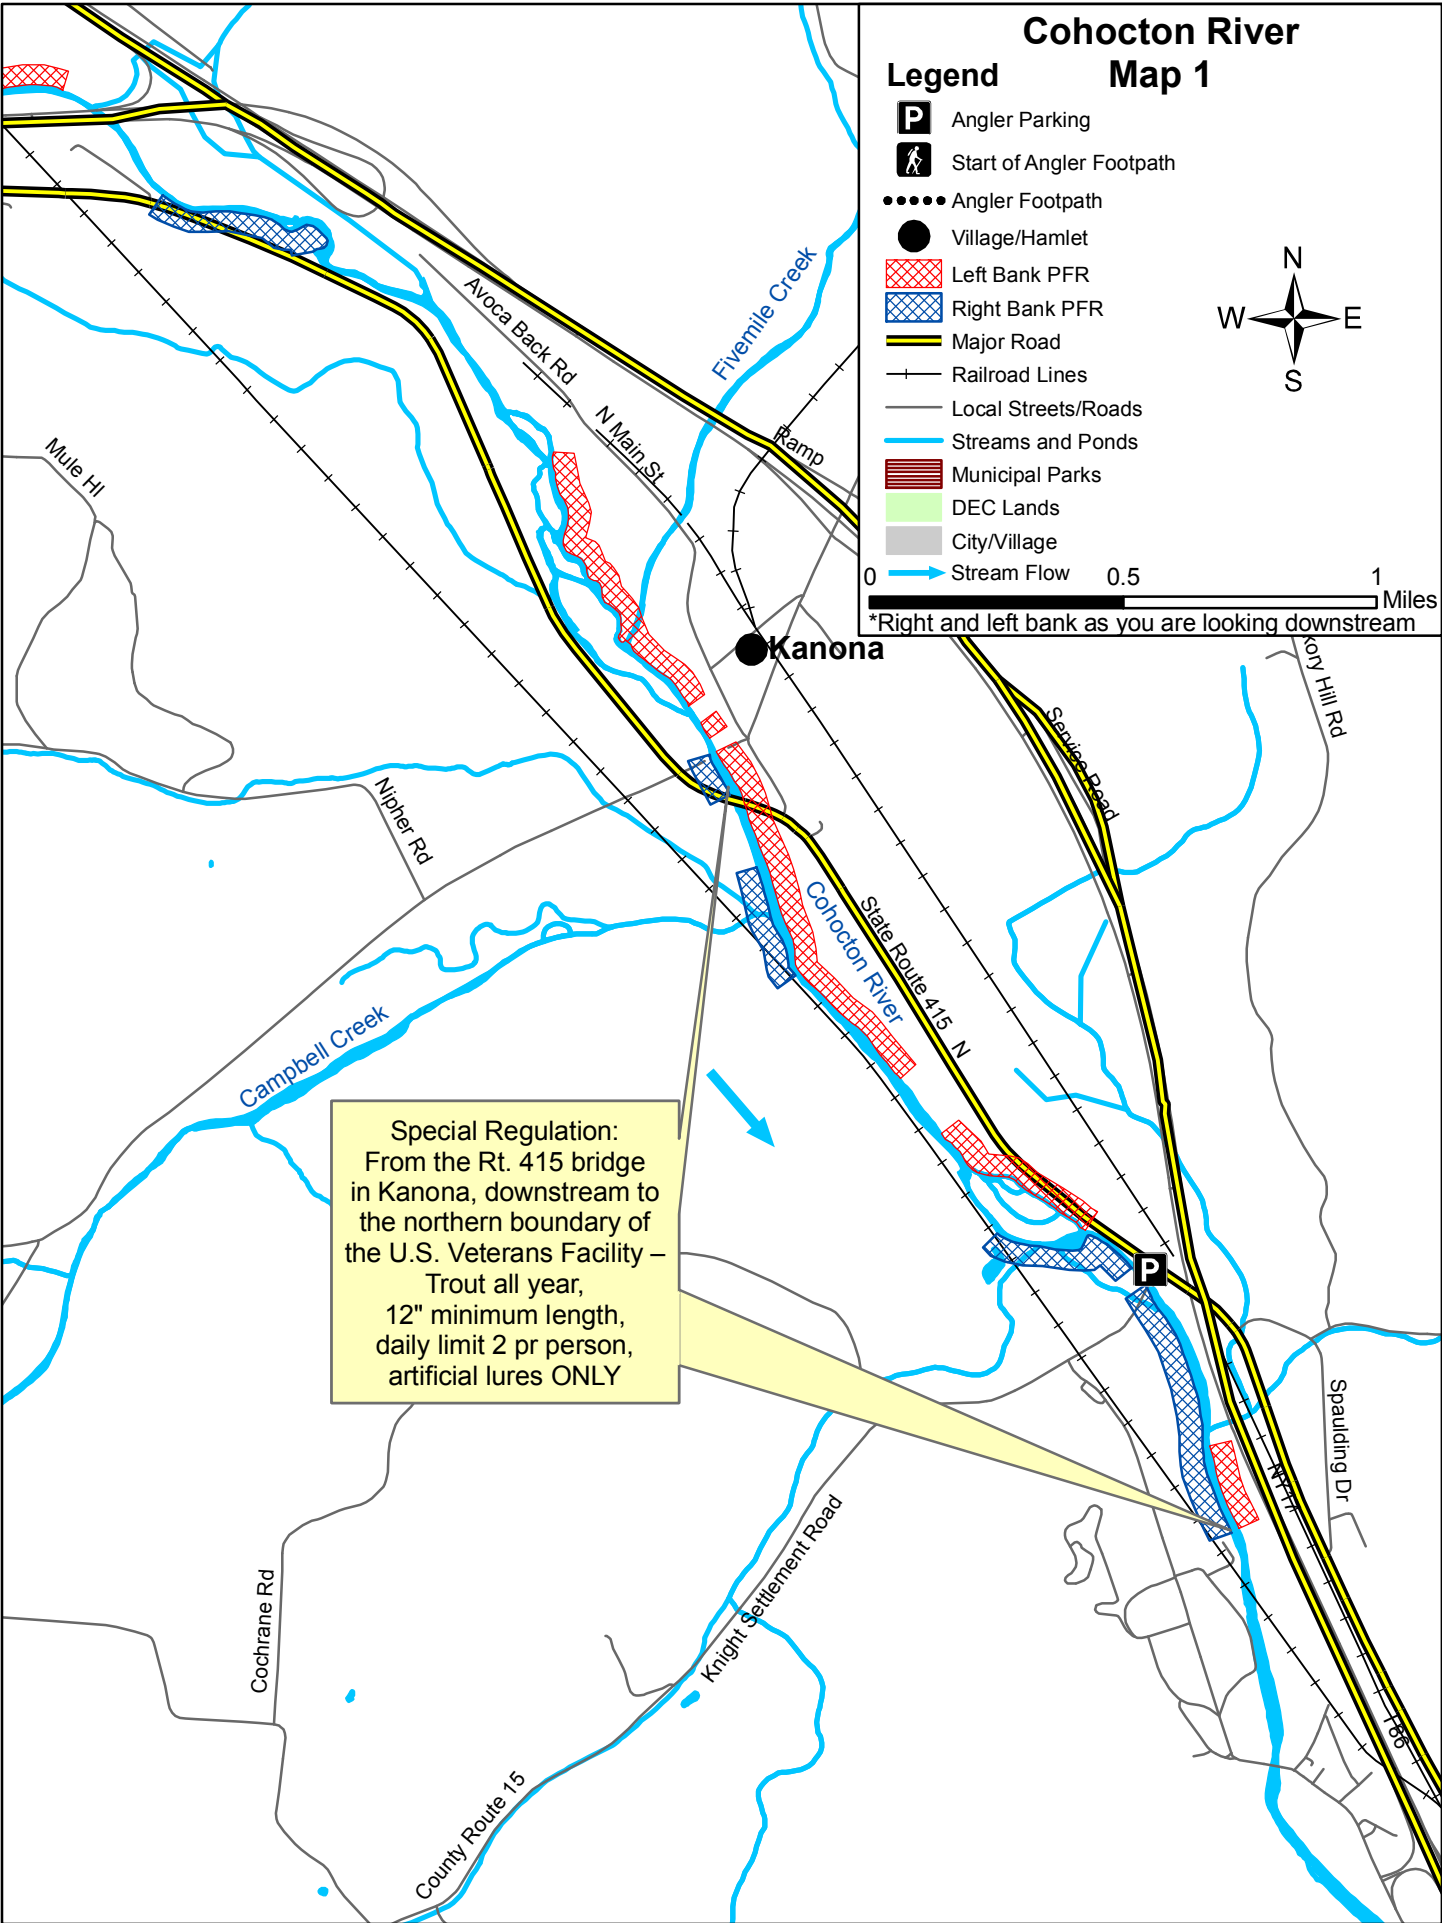 Cohocton River
Map 1
Legend
P Angler Parking
Start of Angler Footpath
Angler Footpath
Village/Hamlet
Left Bank PFR
Right Bank PFR
Major Road
Railroad Lines
Local Streets/Roads
Streams and Ponds
Municipal Parks
DEC Lands
City/Village
Stream Flow
N
W E
S
0 0.5 1
Miles
*Right and left bank as you are looking downstream
Fivemile Creek
Avoca Back Rd
N Main St
Ramp
Mule Hl
Kanona
kory Hill Rd
Service Road
Nipher Rd
Cohocton River
State Route 415 N
Campbell Creek
Special Regulation:
From the Rt. 415 bridge
in Kanona, downstream to
the northern boundary of
the U.S. Veterans Facility –
Trout all year,
12" minimum length,
daily limit 2 pr person,
artificial lures ONLY
P
Spaulding Dr
NY17
I 86
Knight Settlement Road
Cochrane Rd
County Route 15